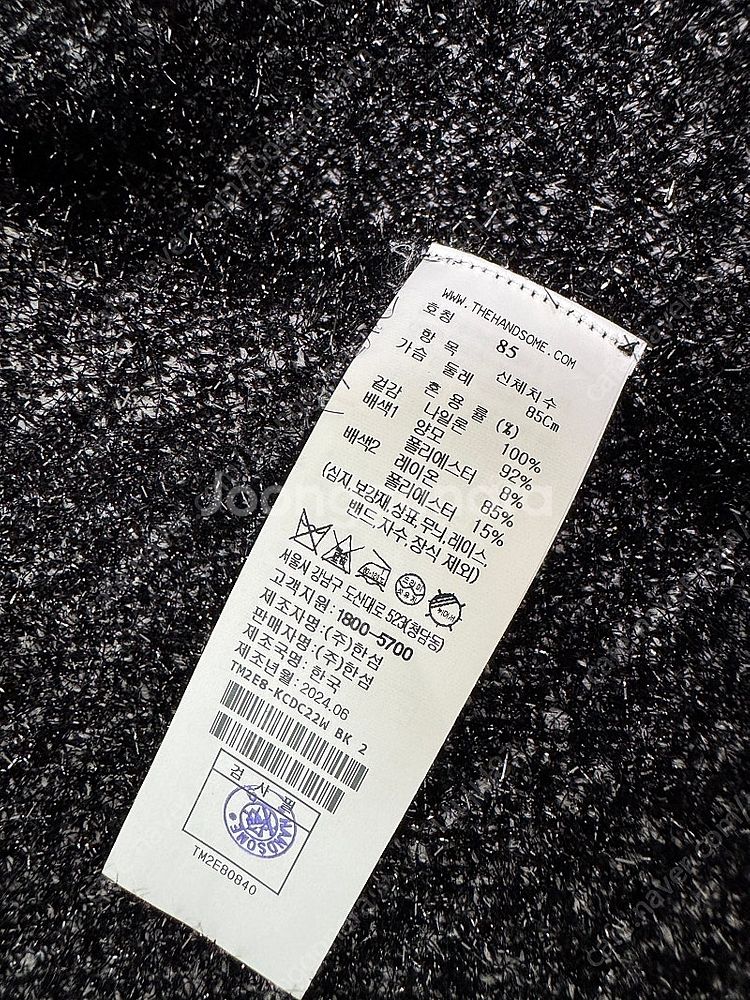 WWW.THEHANDSOME.COM
호칭 85
항 목 신체치수
가슴 둘레 85Cm
혼 용 률 (%)
겉감 나일론 100%
배색1 양모 92%
폴리에스터 8%
배색2 레이온 85%
폴리에스터 15%
(심지,보강재,상표,모니,레이스,
밴드,자수,장식 제외)
서울시 강남구 도산대로 523(청담동)
고객지원: 1800-5700
제조자명:(주)한섬
판매자명:(주)한섬
제조국명: 한국
제조년월: 2024.06
TM2E8-KCDC22W BK 2
검 사 필
HANDSOME
TM2E80840
Joongna